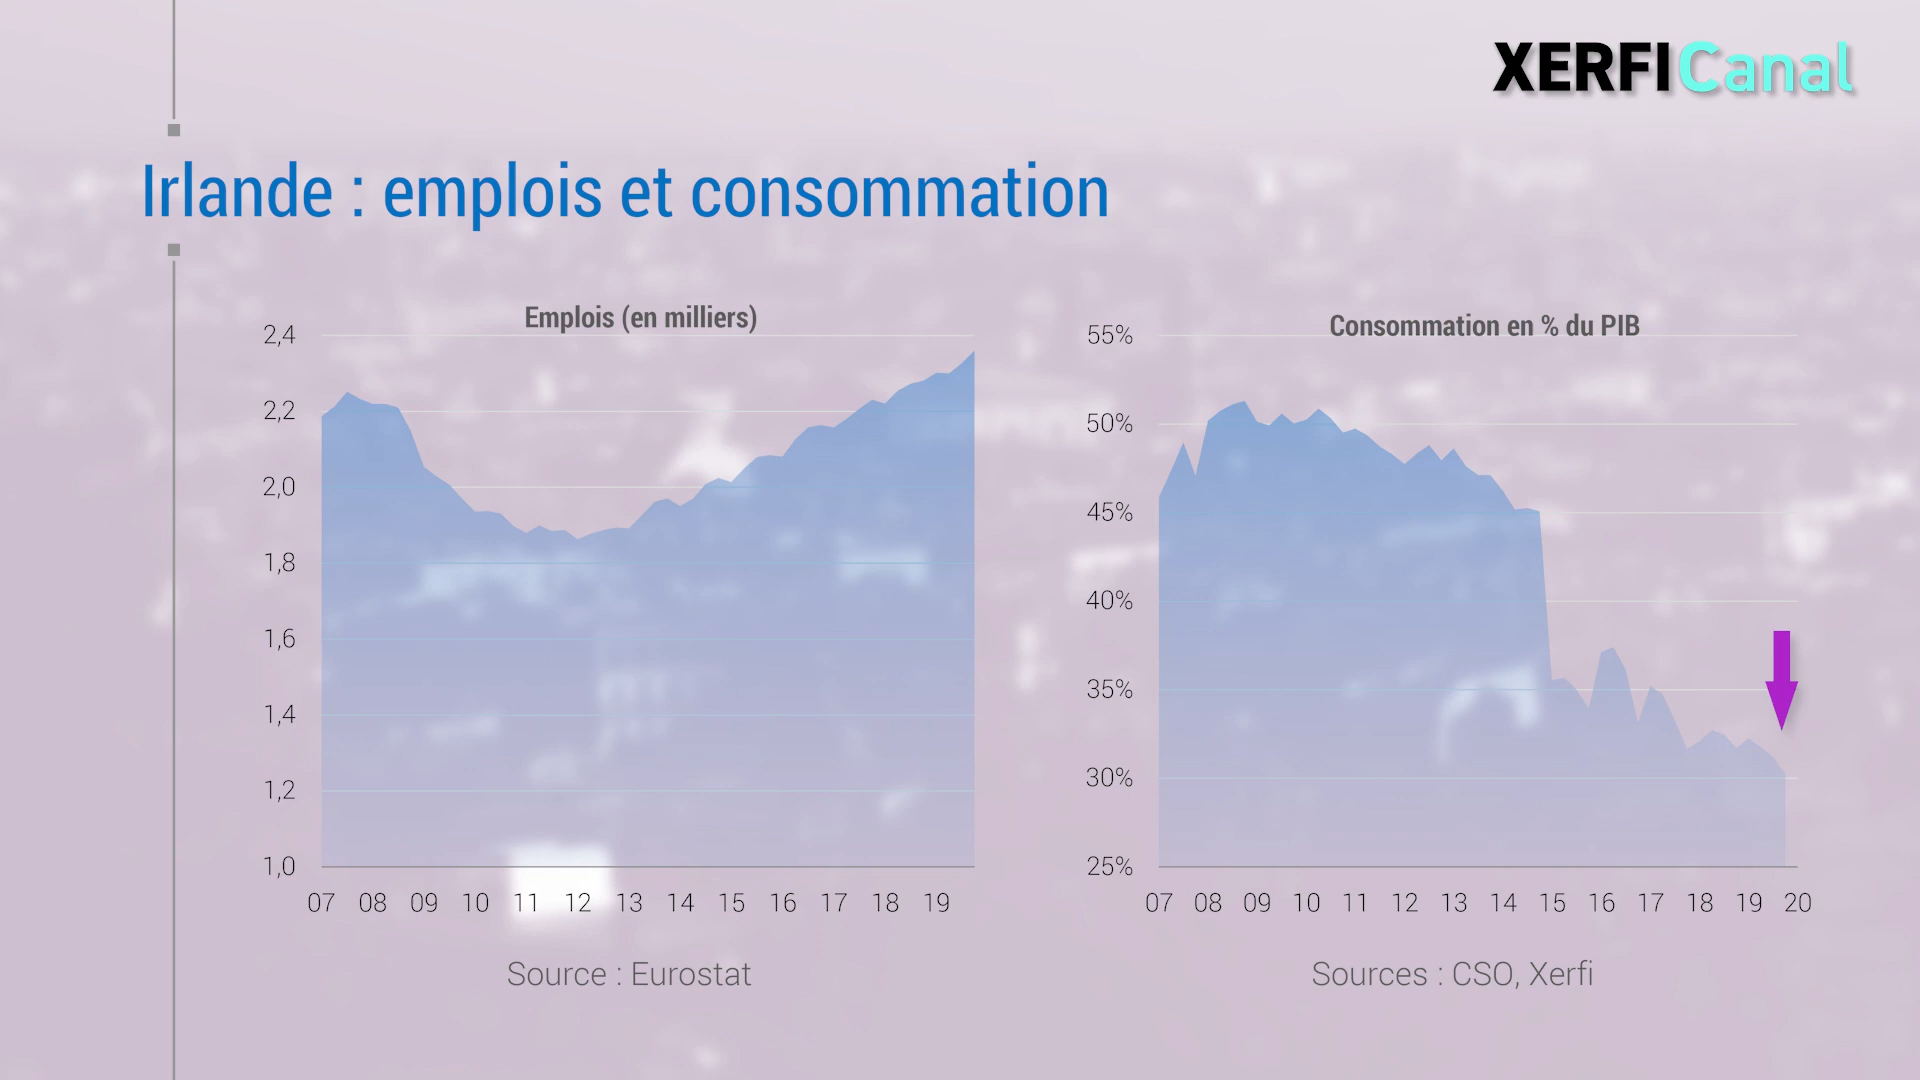 XERFI Canal
Irlande : emplois et consommation
Emplois (en milliers)
2,4
2,2
2,0
1,8
1,6
1,4
1,2
1,0
07 08 09 10 11 12 13 14 15 16 17 18 19
Source : Eurostat
Consommation en % du PIB
55%
50%
45%
40%
35%
30%
25%
07 08 09 10 11 12 13 14 15 16 17 18 19 20
Sources : CSO, Xerfi